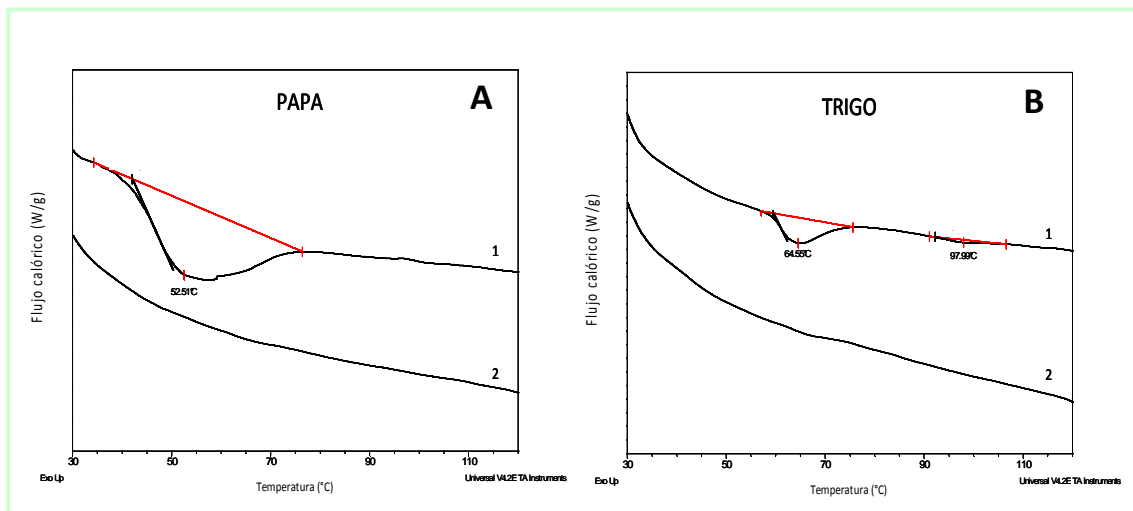 PAPA
A
Flujo calórico (W/g)
1
52.51°C
2
30
50
70
90
110
Exo Up
Temperatura (°C)
Universal V4.2E TA Instruments
TRIGO
B
Flujo calórico (W/g)
1
64.55°C
97.99°C
2
30
50
70
90
110
Exo Up
Temperatura (°C)
Universal V4.2E TA Instruments